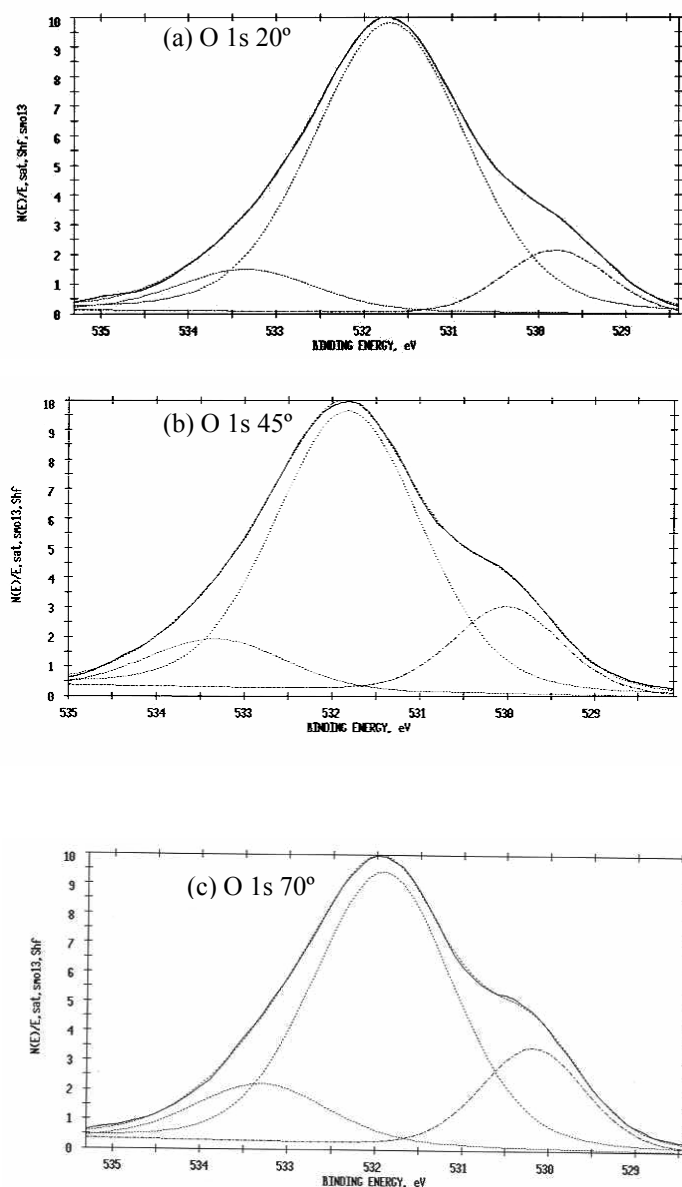 (a) O 1s 20º
10
9
8
7
6
5
4
3
2
1
0
N(E)/E,sat,Shf,smo13
535 534 533 532 531 530 529
BINDING ENERGY, eV
(b) O 1s 45º
10
9
8
7
6
5
4
3
2
1
0
N(E)/E,sat,smo13,Shf
535 534 533 532 531 530 529
BINDING ENERGY, eV
(c) O 1s 70º
10
9
8
7
6
5
4
3
2
1
0
N(E)/E,sat,smo13,Shf
535 534 533 532 531 530 529
BINDING ENERGY, eV